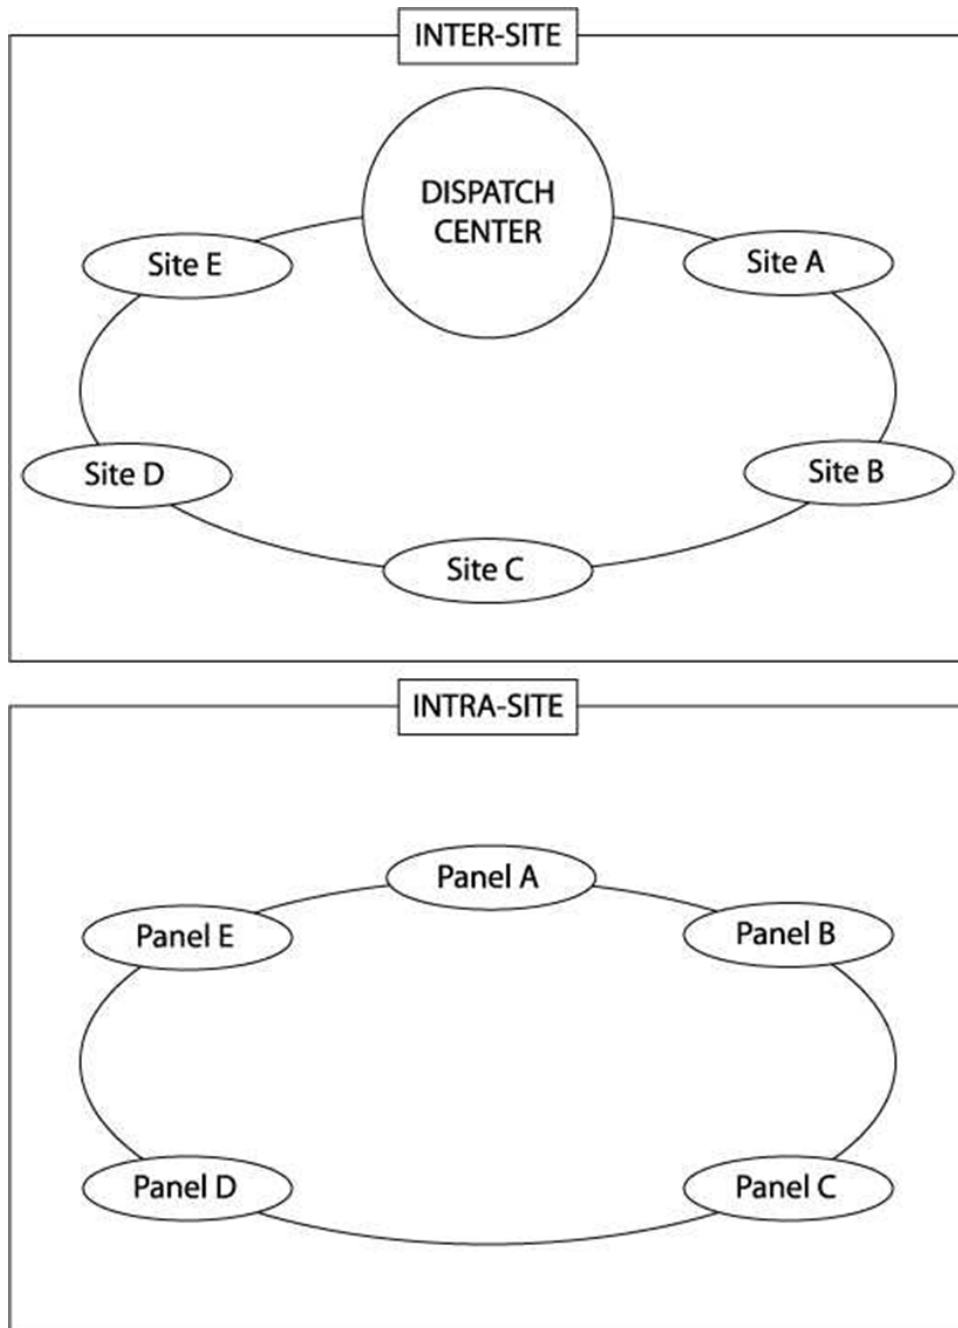 INTER-SITE
DISPATCH
CENTER
Site E
Site A
Site D
Site B
Site C
INTRA-SITE
Panel A
Panel E
Panel B
Panel D
Panel C